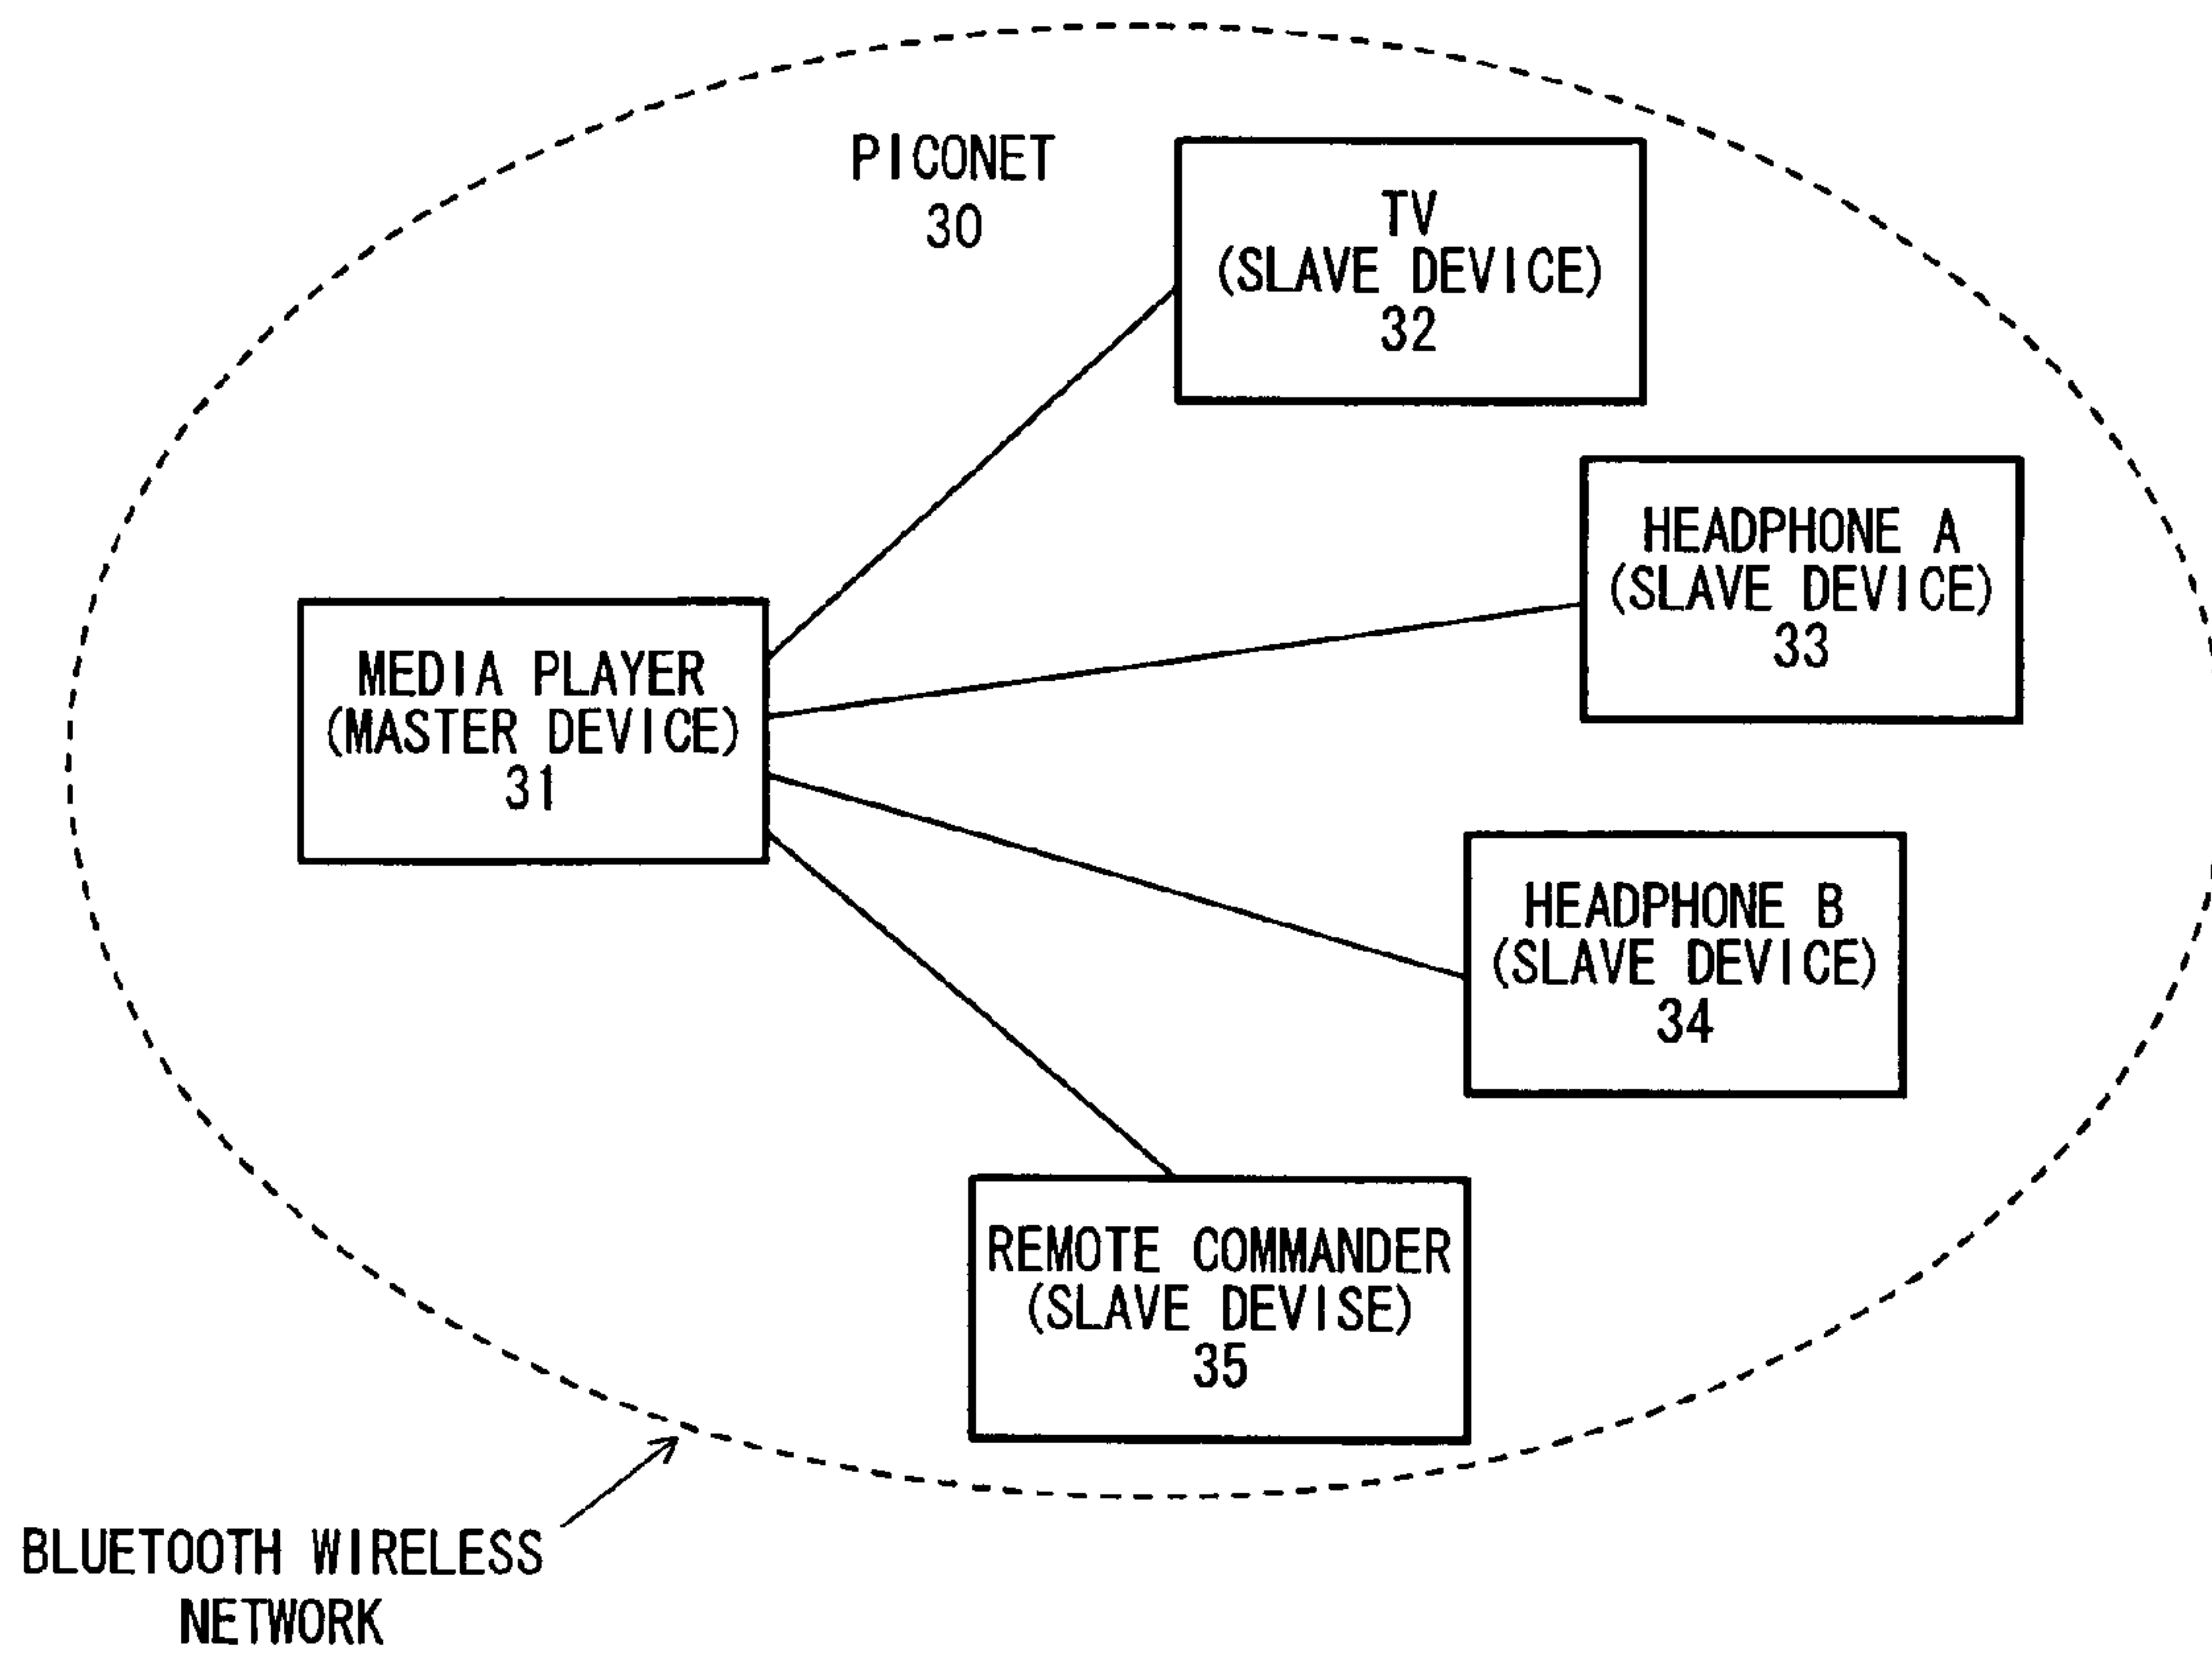 PICONET
30
TV
(SLAVE DEVICE)
32
HEADPHONE A
(SLAVE DEVICE)
33
MEDIA PLAYER
(MASTER DEVICE)
31
HEADPHONE B
(SLAVE DEVICE)
34
REMOTE COMMANDER
(SLAVE DEVISE)
35
BLUETOOTH WIRELESS
NETWORK